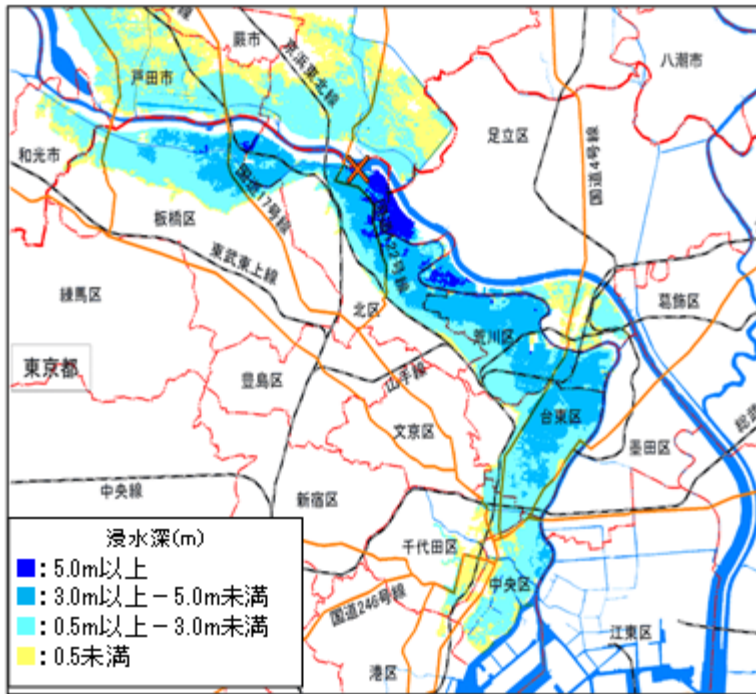 蕨市
京浜東北線
八潮市
戸田市
足立区
国道4号線
和光市
国道17号線
板橋区
国道122号線
東武東上線
練馬区
葛飾区
北区
荒川区
東京都
豊島区
山手線
台東区
文京区
墨田区
中央線
新宿区
千代田区
中央区
国道246号線
江東区
港区
浸水深(m)
:5.0m以上
:3.0m以上-5.0m未満
:0.5m以上-3.0m未満
:0.5未満